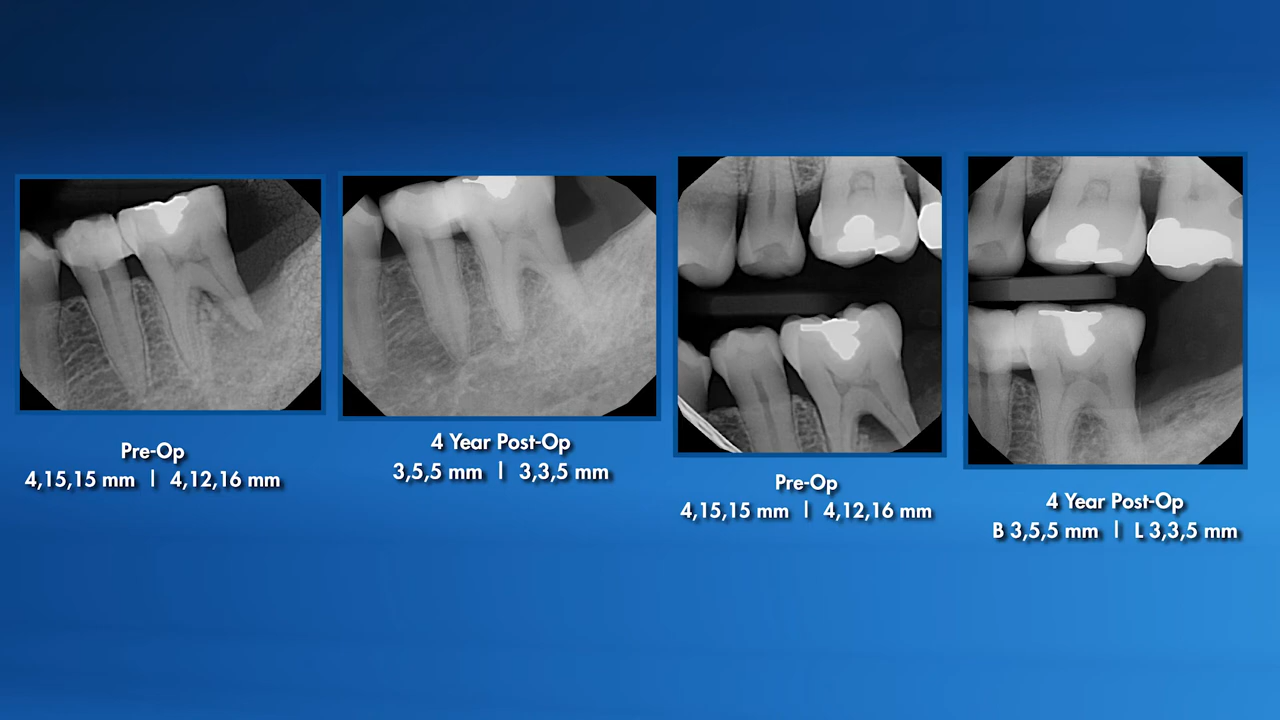 Pre-Op
4,15,15 mm | 4,12,16 mm
4 Year Post-Op
3,5,5 mm | 3,3,5 mm
Pre-Op
4,15,15 mm | 4,12,16 mm
4 Year Post-Op
B 3,5,5 mm | L 3,3,5 mm